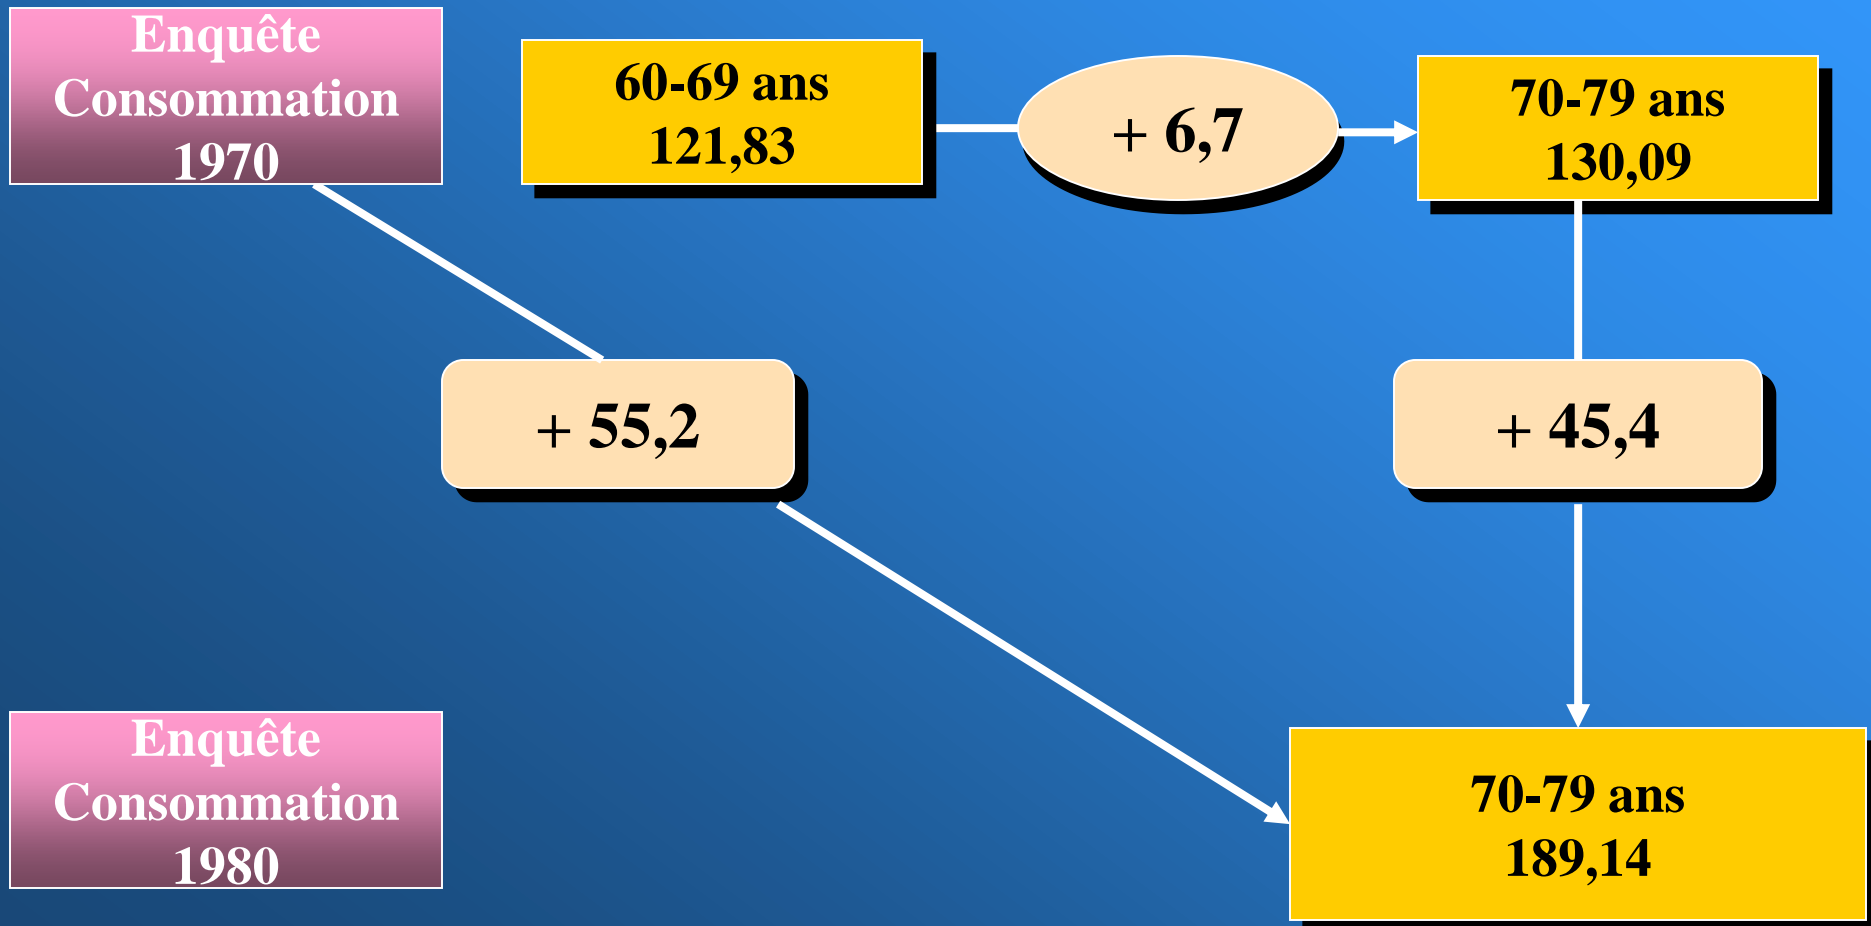 Enquête
Consommation
1970
60-69 ans
121,83
+ 6,7
70-79 ans
130,09
+ 55,2
+ 45,4
Enquête
Consommation
1980
70-79 ans
189,14